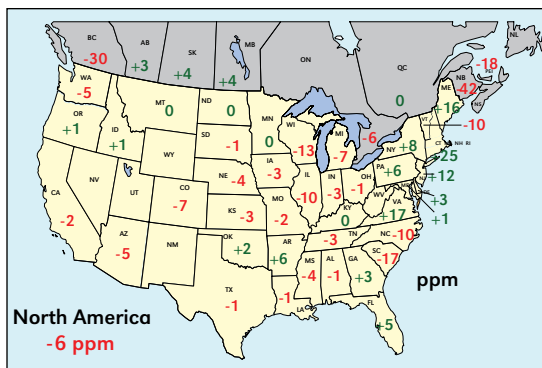 BC
-30
AB
+3
SK
+4
MB
+4
ON
-6
QC
0
NL
-18
NB
-42
PEI
NS
WA
-5
MT
0
ND
0
MN
0
WI
-13
MI
-7
ME
+16
VT
-10
OR
+1
ID
+1
SD
-1
WY
NE
-4
IA
-3
NY
+8
CT
NH RI
-25
PA
+6
NJ
+12
+3
+1
CA
-2
NV
UT
CO
-7
KS
-3
MO
-2
IL
-10
IN
-3
OH
-1
WV
VA
+17
KY
0
AZ
-5
NM
OK
+2
AR
+6
TN
-3
NC
-10
SC
-17
TX
-1
LA
-1
MS
-4
AL
-1
GA
+3
FL
+5
ppm
North America
-6 ppm